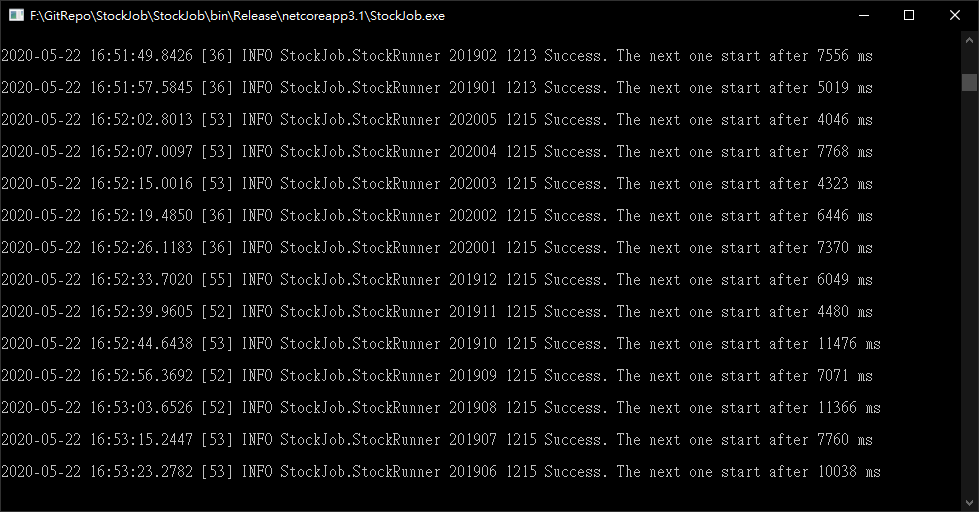 F:\GitRepo\StockJob\StockJob\bin\Release\netcoreapp3.1\StockJob.exe
2020-05-22 16:51:49.8426 [36] INFO StockJob.StockRunner 201902 1213 Success. The next one start after 7556 ms
2020-05-22 16:51:57.5845 [36] INFO StockJob.StockRunner 201901 1213 Success. The next one start after 5019 ms
2020-05-22 16:52:02.8013 [53] INFO StockJob.StockRunner 202005 1215 Success. The next one start after 4046 ms
2020-05-22 16:52:07.0097 [53] INFO StockJob.StockRunner 202004 1215 Success. The next one start after 7768 ms
2020-05-22 16:52:15.0016 [53] INFO StockJob.StockRunner 202003 1215 Success. The next one start after 4323 ms
2020-05-22 16:52:19.4850 [36] INFO StockJob.StockRunner 202002 1215 Success. The next one start after 6446 ms
2020-05-22 16:52:26.1183 [36] INFO StockJob.StockRunner 202001 1215 Success. The next one start after 7370 ms
2020-05-22 16:52:33.7020 [55] INFO StockJob.StockRunner 201912 1215 Success. The next one start after 6049 ms
2020-05-22 16:52:39.9605 [52] INFO StockJob.StockRunner 201911 1215 Success. The next one start after 4480 ms
2020-05-22 16:52:44.6438 [53] INFO StockJob.StockRunner 201910 1215 Success. The next one start after 11476 ms
2020-05-22 16:52:56.3692 [52] INFO StockJob.StockRunner 201909 1215 Success. The next one start after 7071 ms
2020-05-22 16:53:03.6526 [52] INFO StockJob.StockRunner 201908 1215 Success. The next one start after 11366 ms
2020-05-22 16:53:15.2447 [53] INFO StockJob.StockRunner 201907 1215 Success. The next one start after 7760 ms
2020-05-22 16:53:23.2782 [53] INFO StockJob.StockRunner 201906 1215 Success. The next one start after 10038 ms